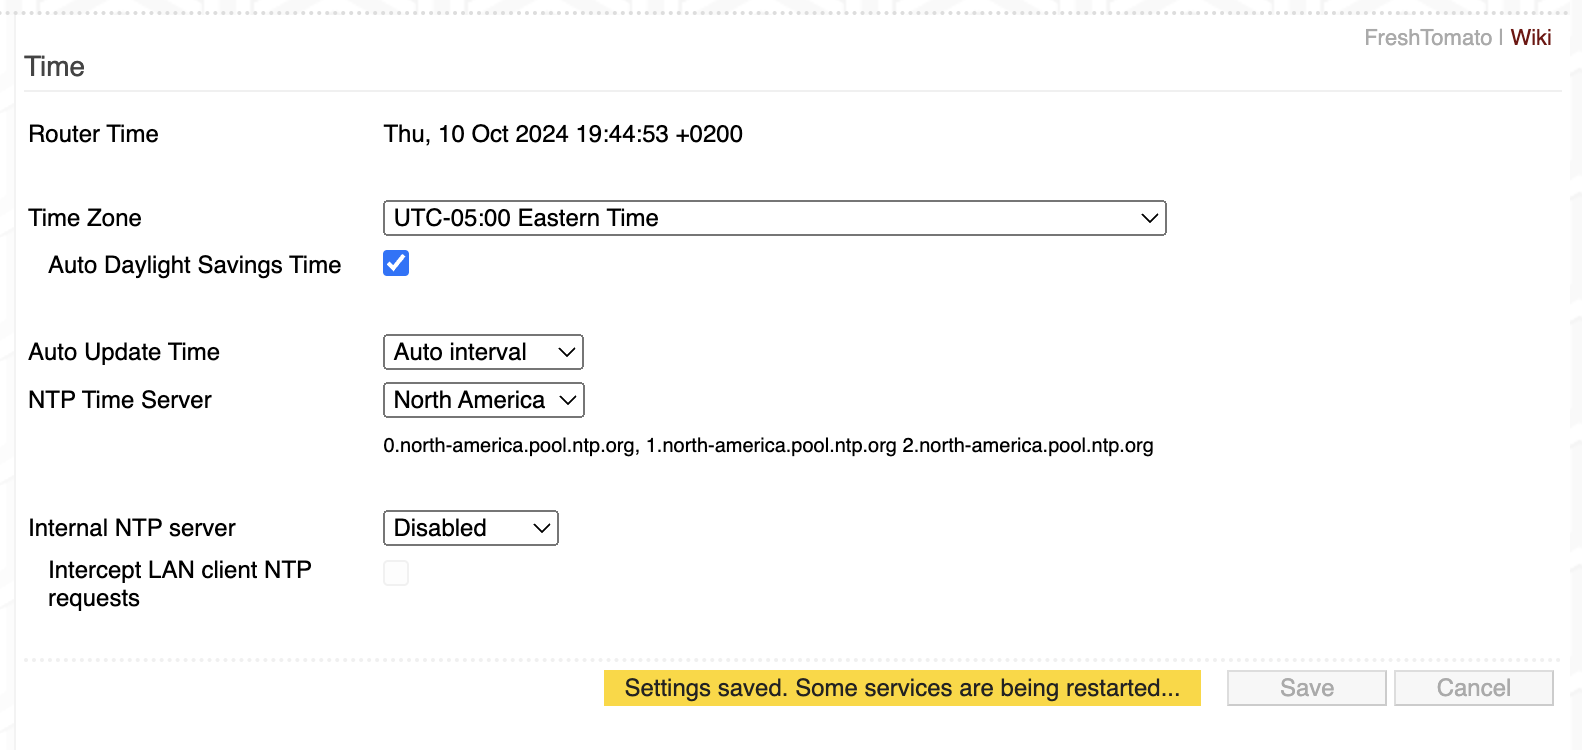 FreshTomato | Wiki
Time
Router Time Thu, 10 Oct 2024 19:44:53 +0200
Time Zone UTC-05:00 Eastern Time
Auto Daylight Savings Time
Auto Update Time Auto interval
NTP Time Server North America
0.north-america.pool.ntp.org, 1.north-america.pool.ntp.org 2.north-america.pool.ntp.org
Internal NTP server Disabled
Intercept LAN client NTP
requests
Settings saved. Some services are being restarted... Save Cancel